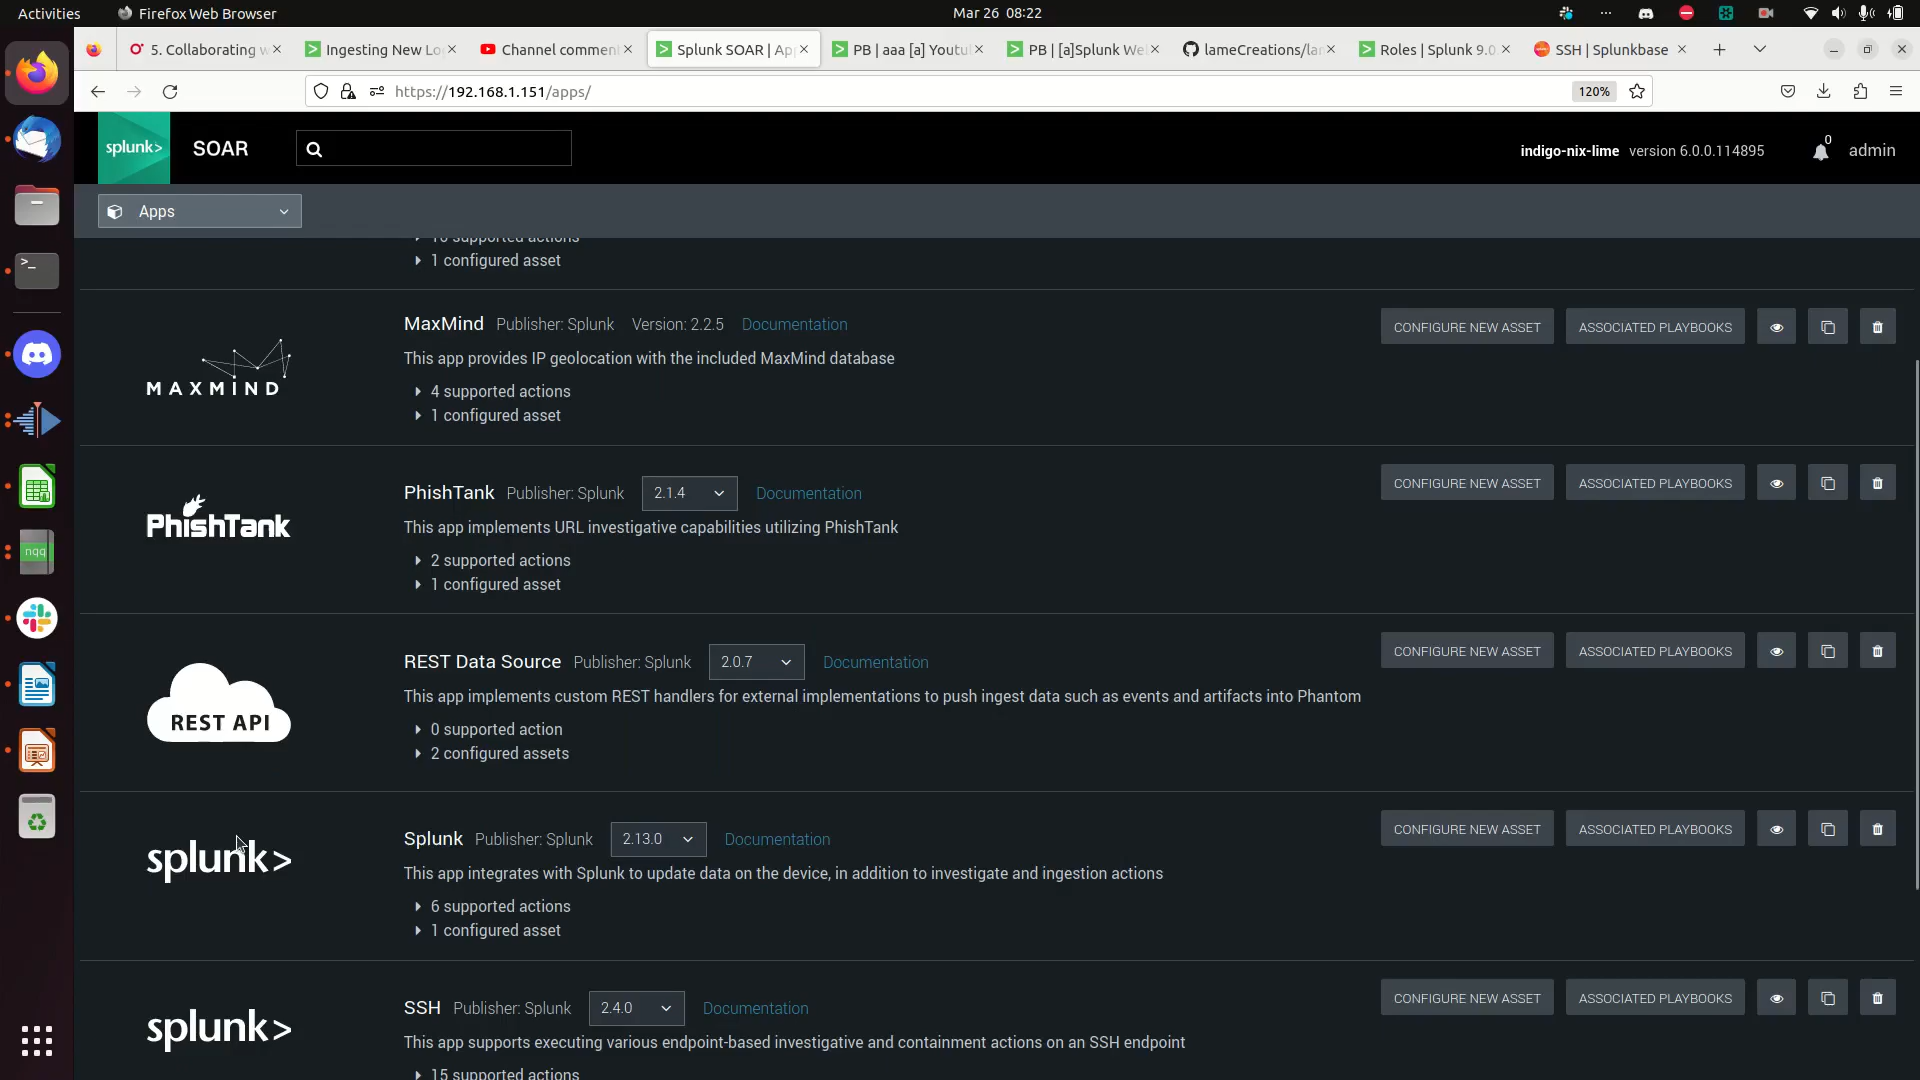 Activities
Firefox Web Browser
Mar 26 08:22
5. Collaborating w
Ingesting New Lo
Channel commen
Splunk SOAR | Ap
PB | aaa [a] Youtu
PB | [a]Splunk We
lameCreations/la
Roles | Splunk 9.0
SSH | Splunkbase
https://192.168.1.151/apps/
120%
splunk> SOAR
indigo-nix-lime version 6.0.0.114895
0
admin
Apps
supported actions
1 configured asset
MAXMIND
MaxMind Publisher: Splunk Version: 2.2.5 Documentation
This app provides IP geolocation with the included MaxMind database
4 supported actions
1 configured asset
CONFIGURE NEW ASSET ASSOCIATED PLAYBOOKS
PhishTank
PhishTank Publisher: Splunk 2.1.4 Documentation
This app implements URL investigative capabilities utilizing PhishTank
2 supported actions
1 configured asset
CONFIGURE NEW ASSET ASSOCIATED PLAYBOOKS
REST API
REST Data Source Publisher: Splunk 2.0.7 Documentation
This app implements custom REST handlers for external implementations to push ingest data such as events and artifacts into Phantom
0 supported action
2 configured assets
CONFIGURE NEW ASSET ASSOCIATED PLAYBOOKS
splunk>
Splunk Publisher: Splunk 2.13.0 Documentation
This app integrates with Splunk to update data on the device, in addition to investigate and ingestion actions
6 supported actions
1 configured asset
CONFIGURE NEW ASSET ASSOCIATED PLAYBOOKS
splunk>
SSH Publisher: Splunk 2.4.0 Documentation
This app supports executing various endpoint-based investigative and containment actions on an SSH endpoint
15 supported actions
CONFIGURE NEW ASSET ASSOCIATED PLAYBOOKS
nqq